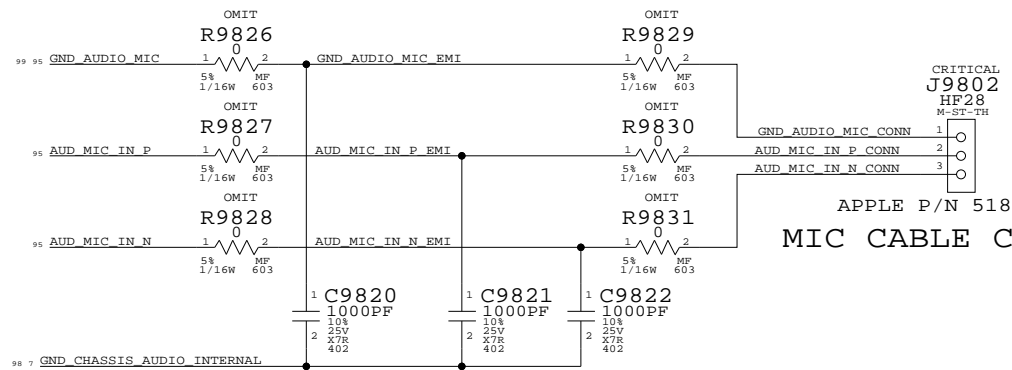 OMIT
R9826
0
99 95 GND_AUDIO_MIC 1 2 GND_AUDIO_MIC_EMI
5% MF
1/16W 603
OMIT
R9829
0
1 2
5% MF
1/16W 603
CRITICAL
J9802
HF28
M-ST-TH
OMIT
R9827
0
95 AUD_MIC_IN_P 1 2 AUD_MIC_IN_P_EMI
5% MF
1/16W 603
OMIT
R9830
0
1 2
5% MF
1/16W 603
GND_AUDIO_MIC_CONN 1
AUD_MIC_IN_P_CONN 2
AUD_MIC_IN_N_CONN 3
OMIT
R9828
0
95 AUD_MIC_IN_N 1 2 AUD_MIC_IN_N_EMI
5% MF
1/16W 603
OMIT
R9831
0
1 2
5% MF
1/16W 603
APPLE P/N 518
MIC CABLE C
1 C9820
1000PF
10%
2 25V
X7R
402
1 C9821
1000PF
10%
2 25V
X7R
402
1 C9822
1000PF
10%
2 25V
X7R
402
98 7 GND_CHASSIS_AUDIO_INTERNAL